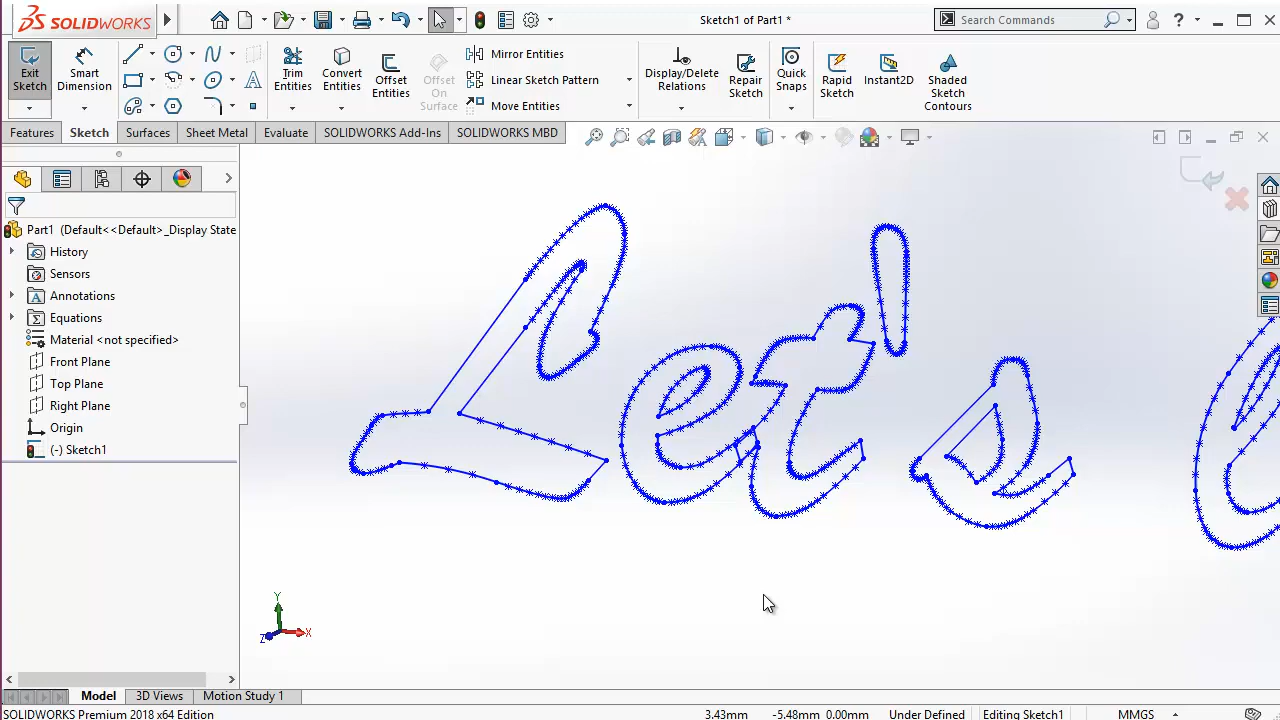 SOLIDWORKS
Sketch1 of Part1 *
Search Commands
?
Exit Sketch
Smart Dimension
Trim Entities
Convert Entities
Offset Entities
Offset On Surface
Mirror Entities
Linear Sketch Pattern
Move Entities
Display/Delete Relations
Repair Sketch
Quick Snaps
Rapid Sketch
Instant2D
Shaded Sketch Contours
Features
Sketch
Surfaces
Sheet Metal
Evaluate
SOLIDWORKS Add-Ins
SOLIDWORKS MBD
Part1 (Default<<Default>_Display State
History
Sensors
Annotations
Equations
Material <not specified>
Front Plane
Top Plane
Right Plane
Origin
(-) Sketch1
Let's
Y
X
Z
Model
3D Views
Motion Study 1
SOLIDWORKS Premium 2018 x64 Edition
3.43mm
-5.48mm 0.00mm
Under Defined
Editing Sketch1
MMGS